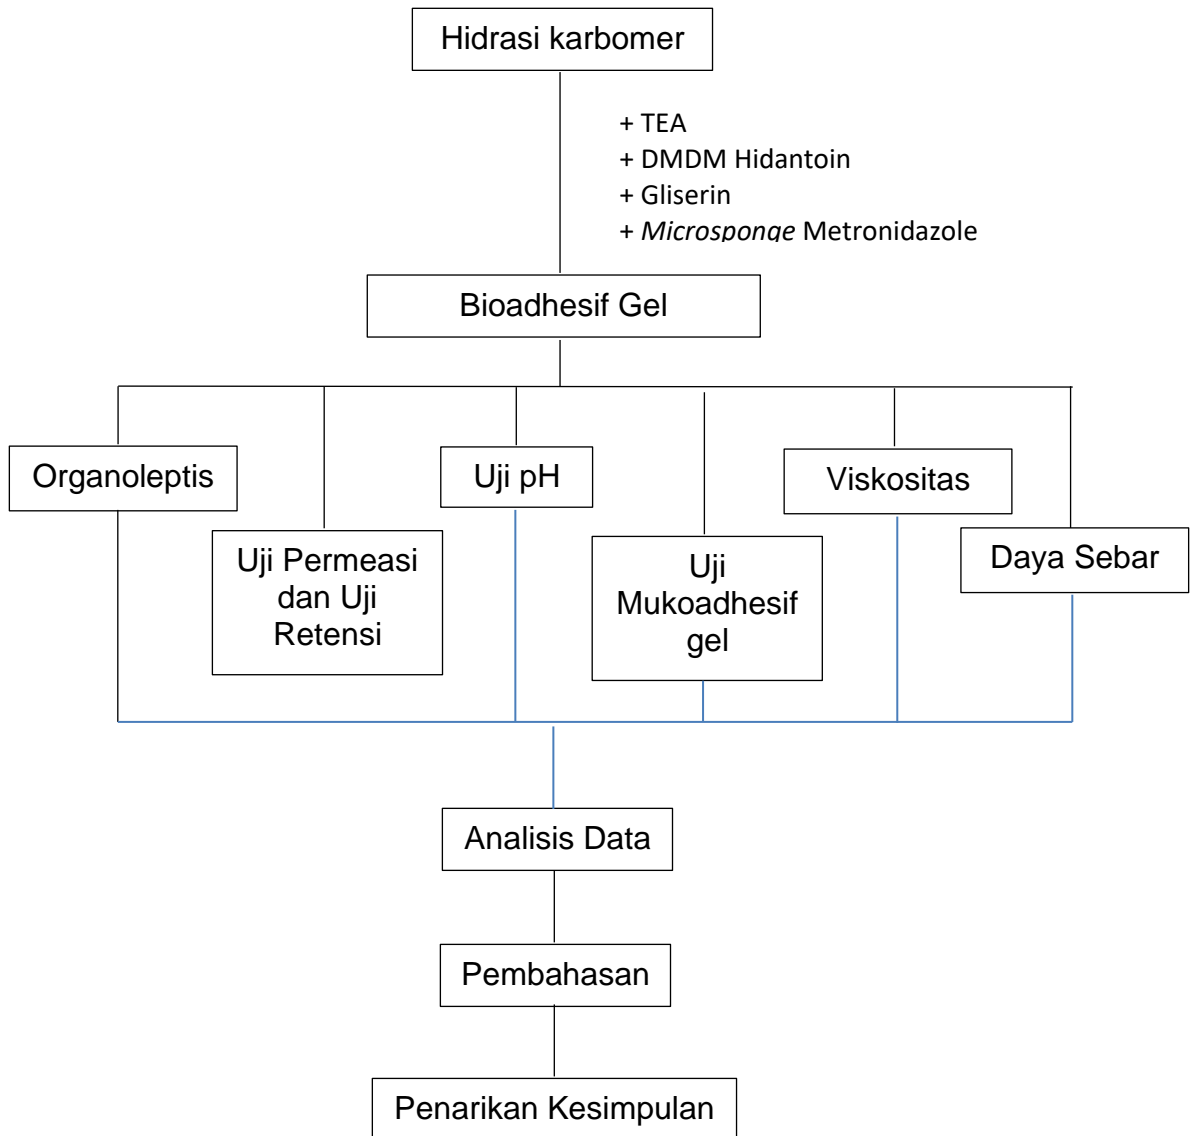 Hidrasi karbomer
+ TEA
+ DMDM Hidantoin
+ Gliserin
+ Microsponge Metronidazole
Bioadhesif Gel
Organoleptis
Uji Permeasi
dan Uji
Retensi
Uji pH
Uji
Mukoadhesif
gel
Viskositas
Daya Sebar
Analisis Data
Pembahasan
Penarikan Kesimpulan